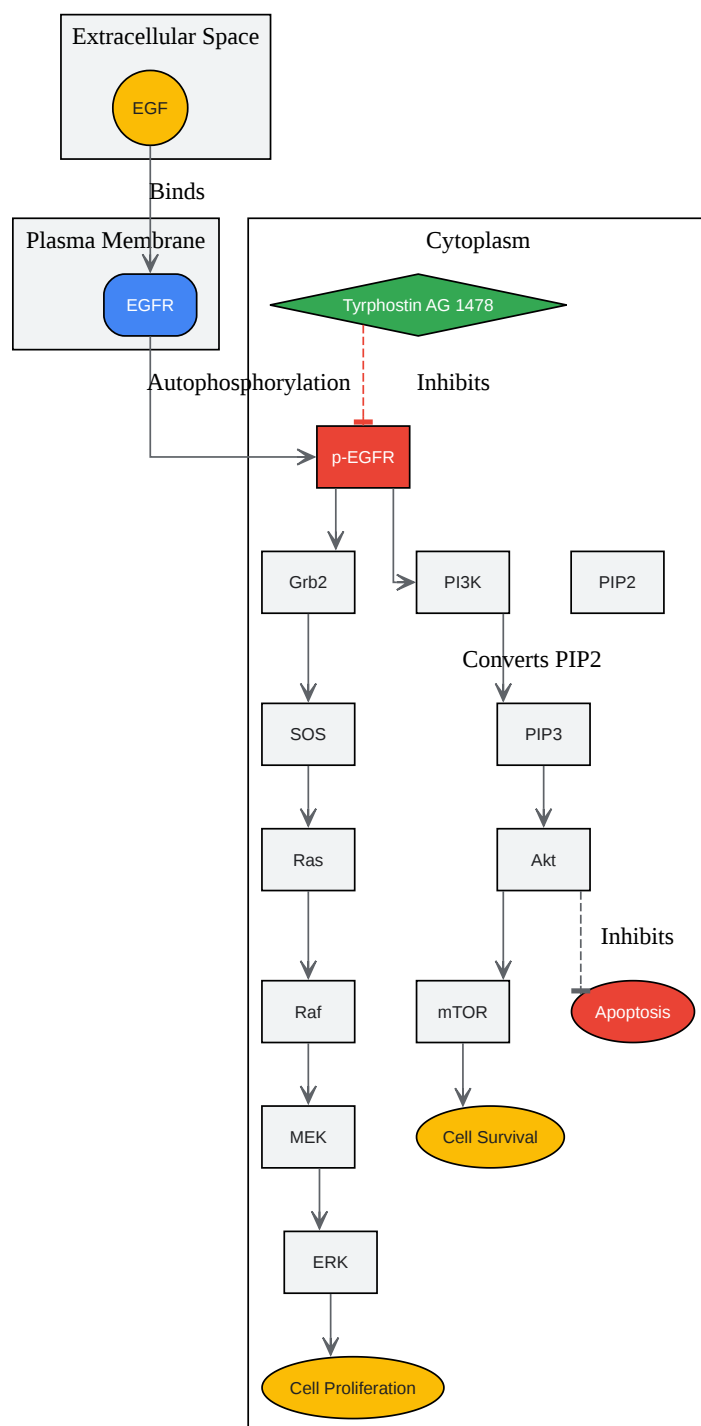 Extracellular Space
EGF
Binds
Plasma Membrane
Cytoplasm
EGFR
Tyrphostin AG 1478
Autophosphorylation
Inhibits
p-EGFR
Grb2
PI3K
PIP2
Converts PIP2
SOS
PIP3
Ras
Akt
Inhibits
Raf
mTOR
Apoptosis
MEK
Cell Survival
ERK
Cell Proliferation